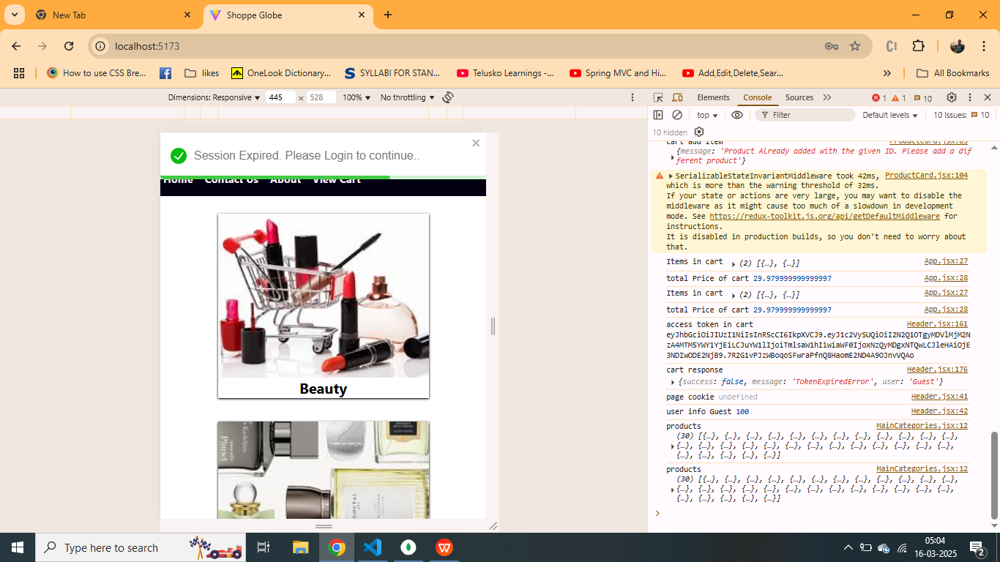 New Tab
Shoppe Globe
localhost:5173
How to use CSS Bre...
likes
OneLook Dictionary...
SYLLABI FOR STAN...
Telusko Learnings -...
Spring MVC and Hi...
Add,Edit,Delete,Sear...
All Bookmarks
Dimensions: Responsive 445 × 528 100% No throttling
Elements Console Sources 1 1 10
top Filter Default levels 10 Issues: 10
10 hidden
Session Expired. Please Login to continue..
Home Contact Us About View Cart
Beauty
cart add item ProductCard.jsx:85
{message: 'Product Already added with the given ID. Please add a dif
ferent product'}
SerializableStateInvariantMiddleware took 42ms, ProductCard.jsx:104
which is more than the warning threshold of 32ms.
If your state or actions are very large, you may want to disable the
middleware as it might cause too much of a slowdown in development
mode. See https://redux-toolkit.js.org/api/getDefaultMiddleware for
instructions.
It is disabled in production builds, so you don't need to worry about
that.
Items in cart (2) [{…}, {…}] App.jsx:27
total Price of cart 29.979999999999997 App.jsx:28
Items in cart (2) [{…}, {…}] App.jsx:27
total Price of cart 29.979999999999997 App.jsx:28
access token in cart Header.jsx:161
cart response Header.jsx:176
{success: false, message: 'TokenExpiredError', user: 'Guest'}
page cookie undefined Header.jsx:41
user info Guest 100 Header.jsx:42
products MainCategories.jsx:12
(30) [{…}, {…}, {…}, {…}, {…}, {…}, {…}, {…}, {…}, {…}, {…}, {…},
{…}, {…}, {…}, {…}, {…}, {…}, {…}, {…}, {…}, {…}, {…}, {…}, {…},
{…}, {…}, {…}, {…}, {…}]
products MainCategories.jsx:12
(30) [{…}, {…}, {…}, {…}, {…}, {…}, {…}, {…}, {…}, {…}, {…}, {…},
{…}, {…}, {…}, {…}, {…}, {…}, {…}, {…}, {…}, {…}, {…}, {…}, {…},
{…}, {…}, {…}, {…}, {…}]
Type here to search
05:04
16-03-2025
2